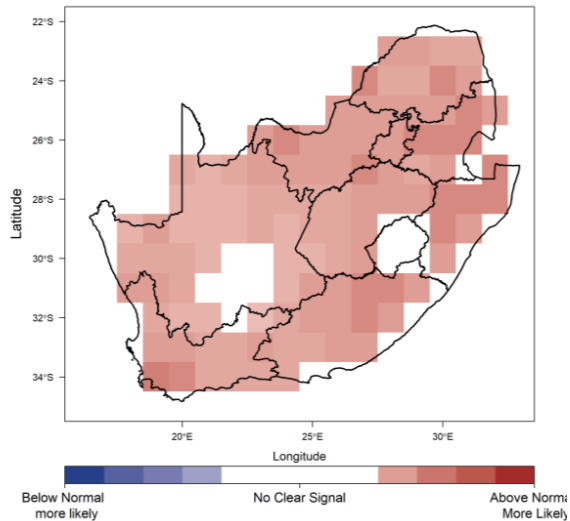 22°S
24°S
26°S
28°S
30°S
32°S
34°S
Latitude
20°E 25°E 30°E
Longitude
Below Normal No Clear Signal Above Norma
more likely More Likely